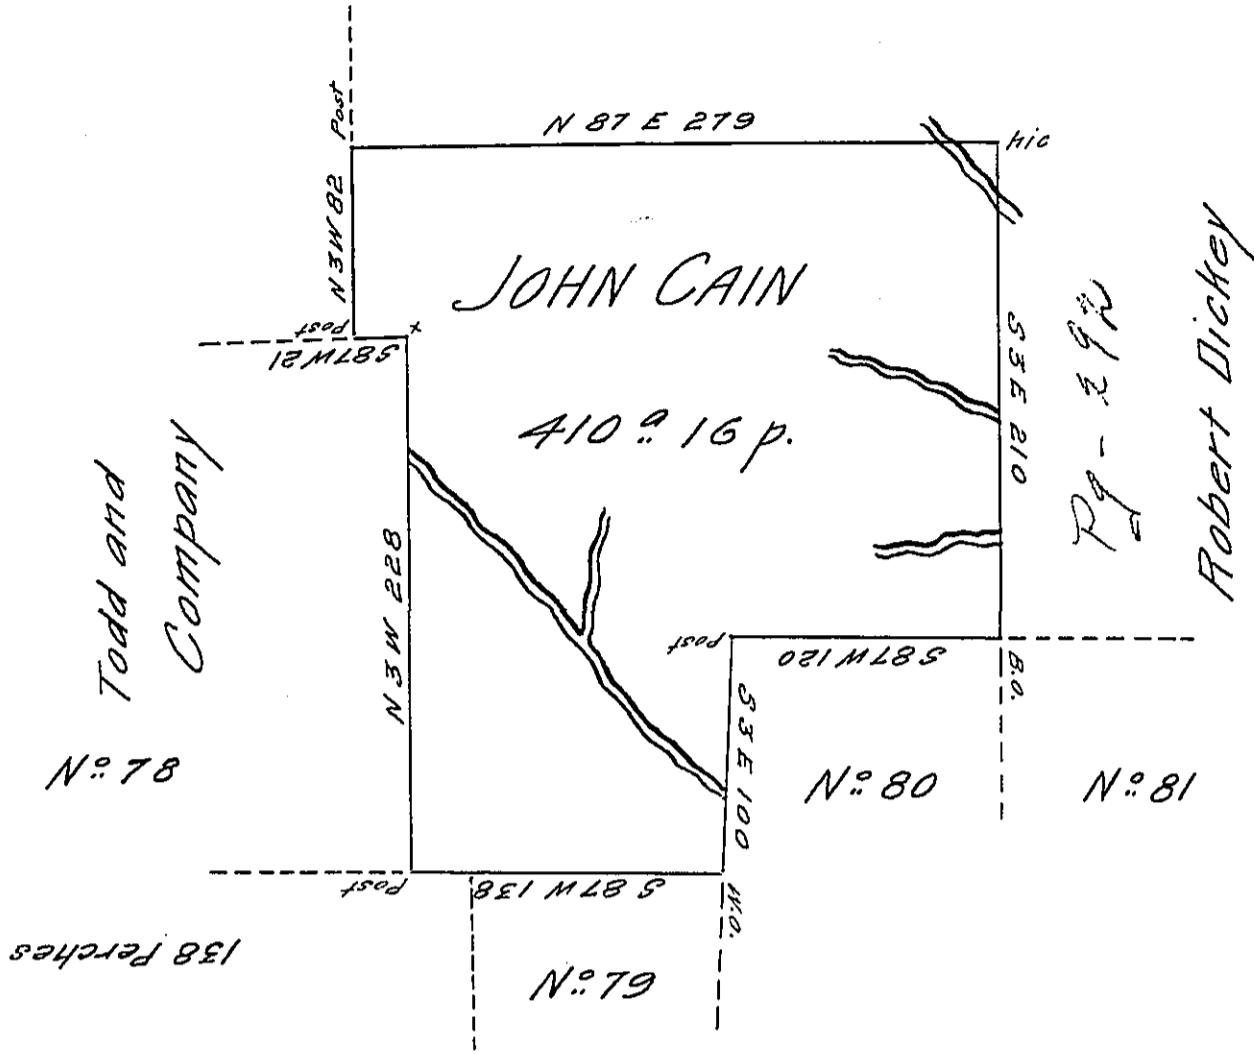 Post
N 87 E 279
Hic
N 3 W 82
JOHN CAIN
Post
x
S 87 W 21
S 3 E 210
Robert Dickey
410 a 16 p.
Todd and
Company
N 3 W 228
Post
S 87 W 120
B.O.
S 3 E 100
No 78
No 80
No 81
Post
S 87 W 138
W.O.
138 Perches
No 79